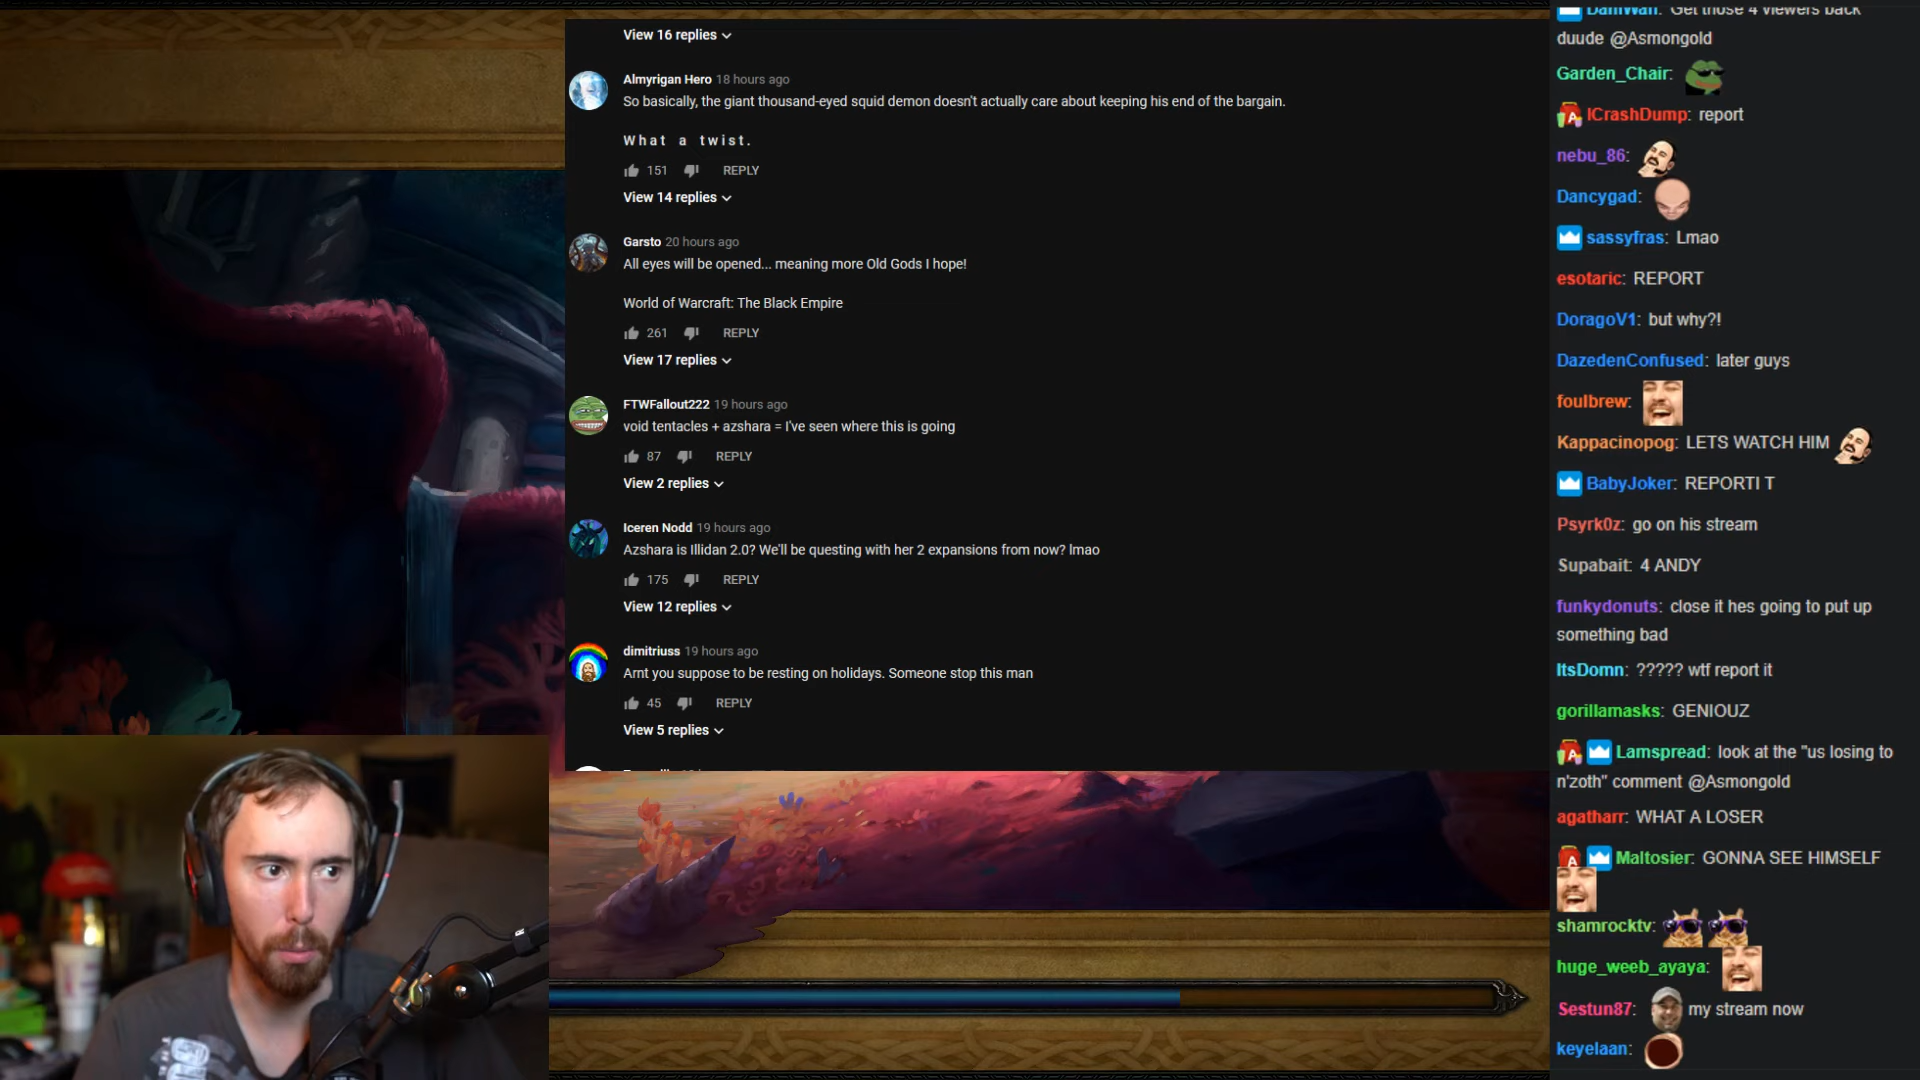 View 16 replies
Almyrigan Hero 18 hours ago
So basically, the giant thousand-eyed squid demon doesn't actually care about keeping his end of the bargain.
What a twist.
151 REPLY
View 14 replies
Garsto 20 hours ago
All eyes will be opened... meaning more Old Gods I hope!
World of Warcraft: The Black Empire
261 REPLY
View 17 replies
FTWFallout222 19 hours ago
void tentacles + azshara = I've seen where this is going
87 REPLY
View 2 replies
Iceren Nodd 19 hours ago
Azshara is Illidan 2.0? We'll be questing with her 2 expansions from now? lmao
175 REPLY
View 12 replies
dimitriuss 19 hours ago
Arnt you suppose to be resting on holidays. Someone stop this man
45 REPLY
View 5 replies
DamWan: Get those 4 viewers back
duude @Asmongold
Garden_Chair:
ICrashDump: report
nebu_86:
Dancygad:
sassyfras: Lmao
esotaric: REPORT
DoragoV1: but why?!
DazedenConfused: later guys
foulbrew:
Kappacinopog: LETS WATCH HIM
BabyJoker: REPORTI T
Psyrk0z: go on his stream
Supabait: 4 ANDY
funkydonuts: close it hes going to put up
something bad
ItsDomn: ????? wtf report it
gorillamasks: GENIOUZ
Lamspread: look at the "us losing to
n'zoth" comment @Asmongold
agatharr: WHAT A LOSER
Maltosier: GONNA SEE HIMSELF
shamrocktv:
huge_weeb_ayaya:
Sestun87: my stream now
keyelaan: